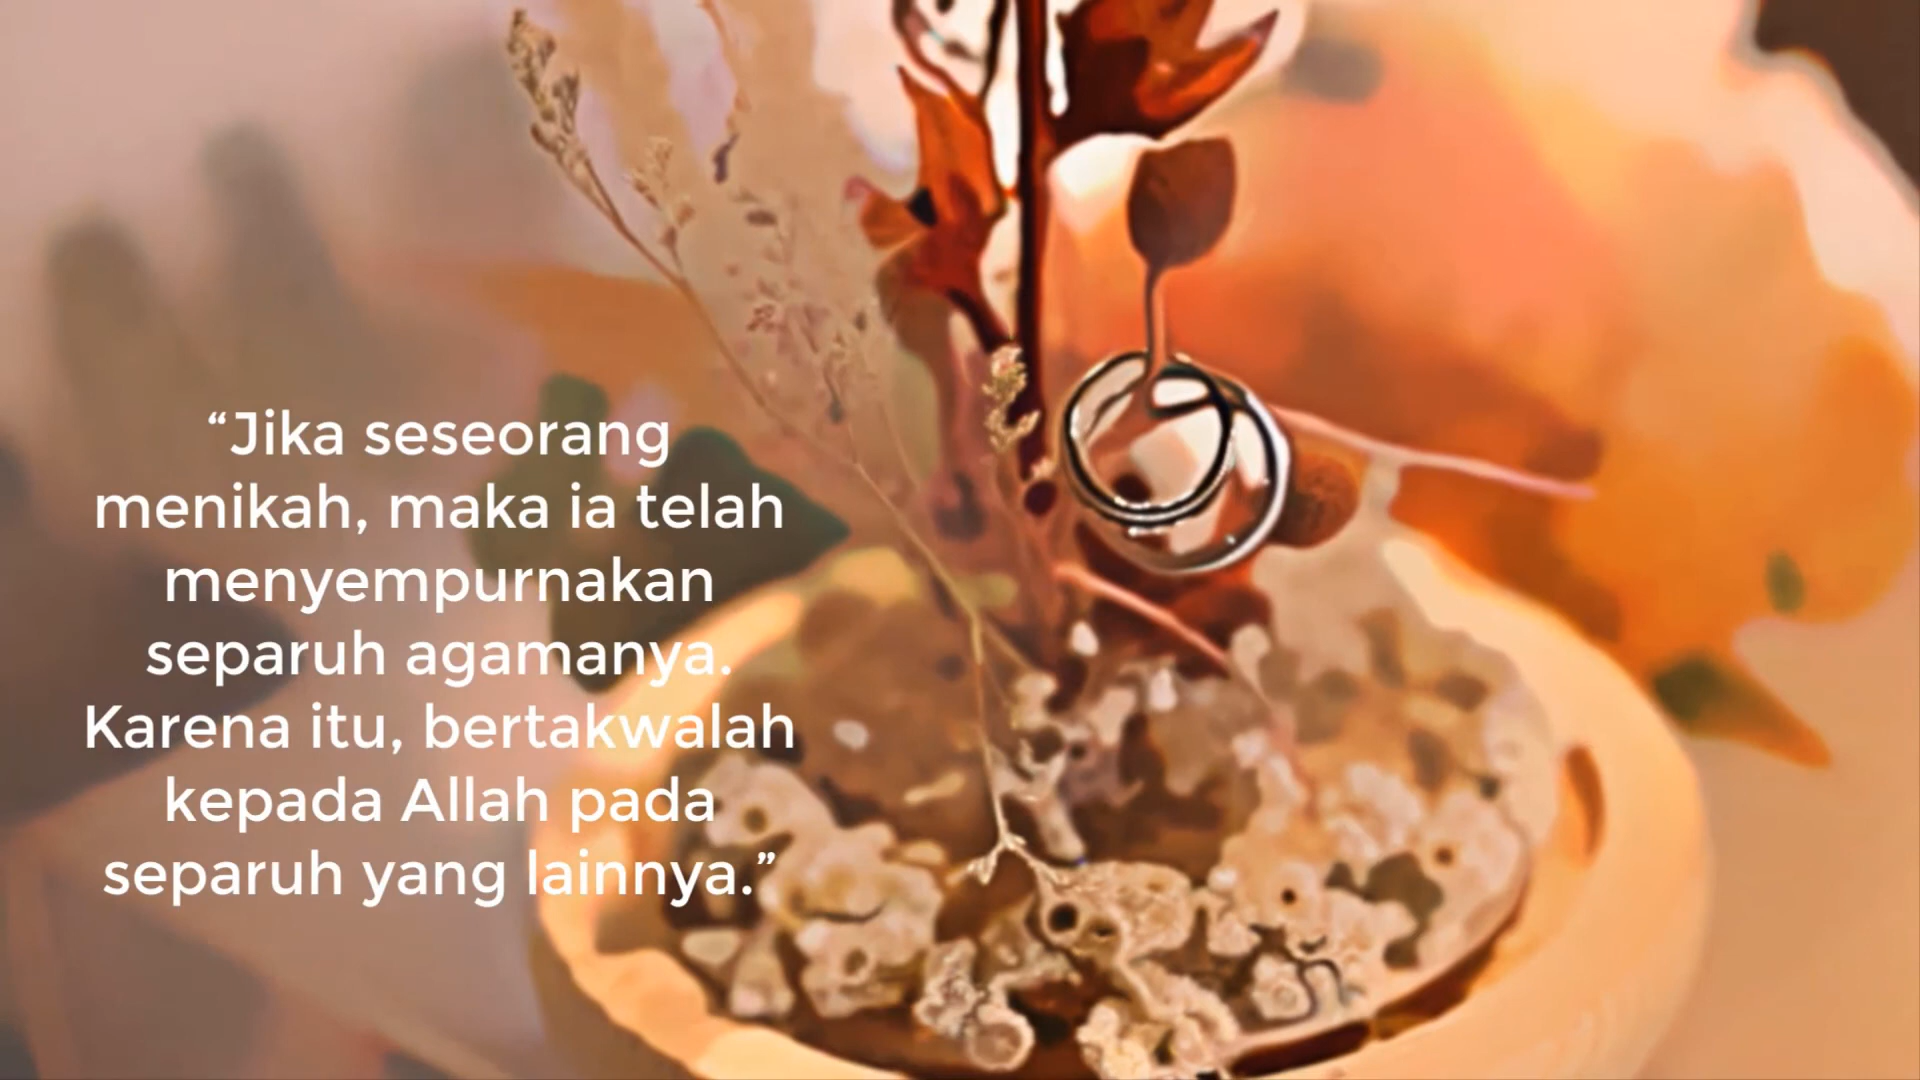 “Jika seseorang
menikah, maka ia telah
menyempurnakan
separuh agamanya.
Karena itu, bertakwalah
kepada Allah pada
separuh yang lainnya.”